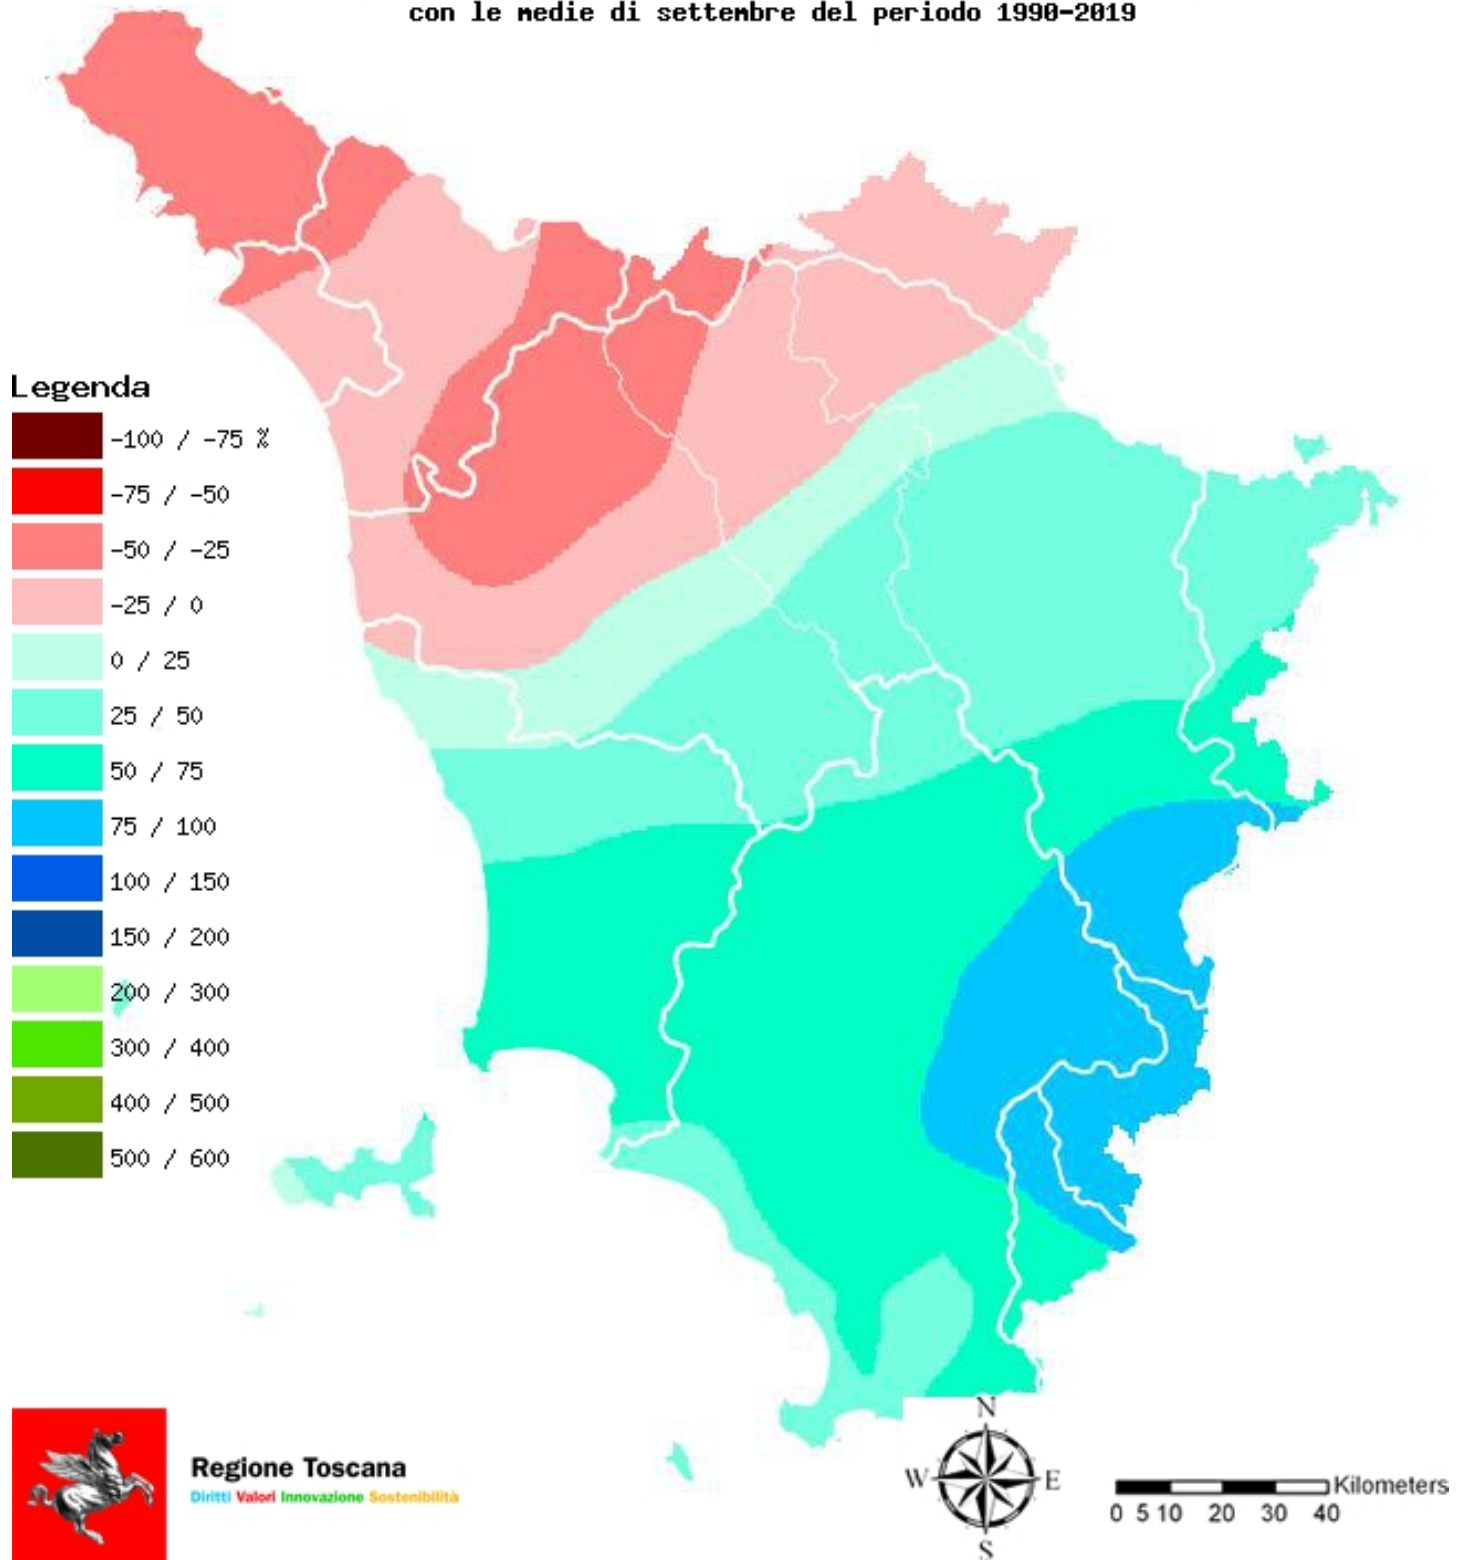 con le medie di settembre del periodo 1990-2019
Legenda
-100 / -75 %
-75 / -50
-50 / -25
-25 / 0
0 / 25
25 / 50
50 / 75
75 / 100
100 / 150
150 / 200
200 / 300
300 / 400
400 / 500
500 / 600
Regione Toscana
Diritti Valori Innovazione Sostenibilità
N
W E
S
Kilometers
0 5 10 20 30 40